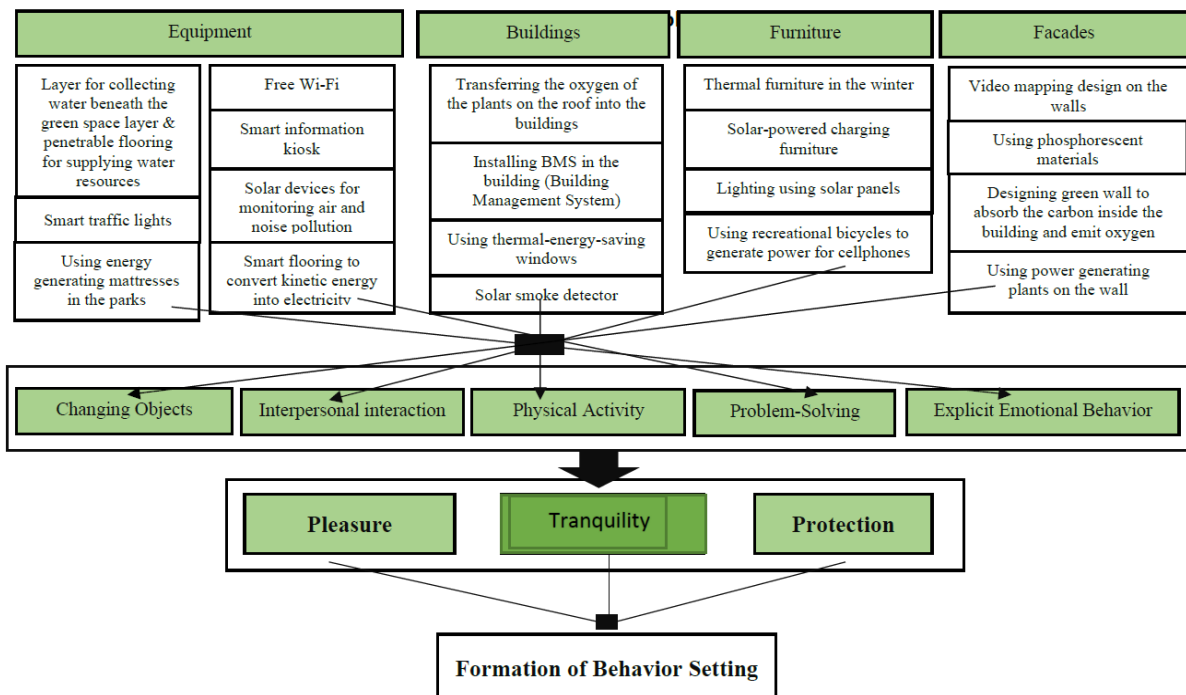 Equipment
Buildings
Furniture
Facades
Layer for collecting
water beneath the
green space layer &
penetrable flooring
for supplying water
resources
Smart traffic lights
Using energy
generating mattresses
in the parks
Free Wi-Fi
Smart information
kiosk
Solar devices for
monitoring air and
noise pollution
Smart flooring to
convert kinetic energy
into electricity
Transferring the oxygen of
the plants on the roof into the
buildings
Installing BMS in the
building (Building
Management System)
Using thermal-energy-saving
windows
Solar smoke detector
Thermal furniture in the winter
Solar-powered charging
furniture
Lighting using solar panels
Using recreational bicycles to
generate power for cellphones
Video mapping design on the
walls
Using phosphorescent
materials
Designing green wall to
absorb the carbon inside the
building and emit oxygen
Using power generating
plants on the wall
Changing Objects
Interpersonal interaction
Physical Activity
Problem-Solving
Explicit Emotional Behavior
Pleasure
Tranquility
Protection
Formation of Behavior Setting